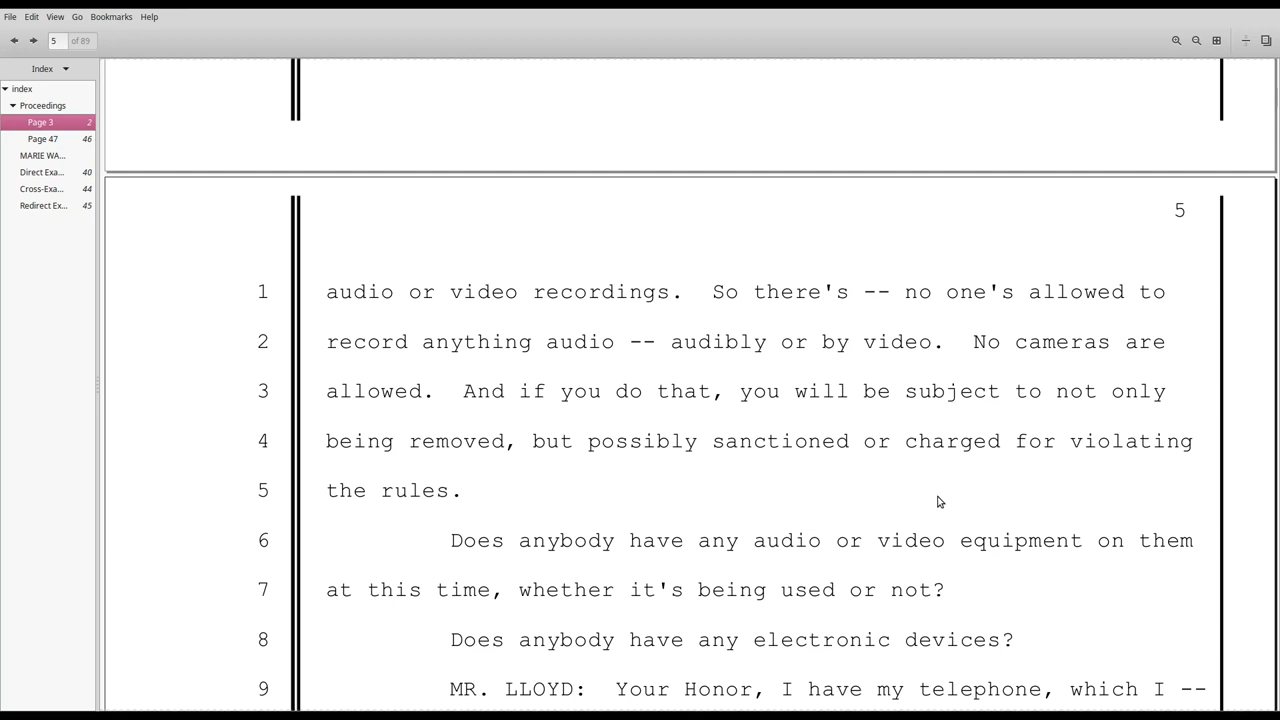 File Edit View Go Bookmarks Help
5 of 89
Index
index
Proceedings
Page 3 2
Page 47 46
MARIE WA...
Direct Exa... 40
Cross-Exa... 44
Redirect Ex... 45
5
1 audio or video recordings. So there's -- no one's allowed to
2 record anything audio -- audibly or by video. No cameras are
3 allowed. And if you do that, you will be subject to not only
4 being removed, but possibly sanctioned or charged for violating
5 the rules.
6 Does anybody have any audio or video equipment on them
7 at this time, whether it's being used or not?
8 Does anybody have any electronic devices?
9 MR. LLOYD: Your Honor, I have my telephone, which I --